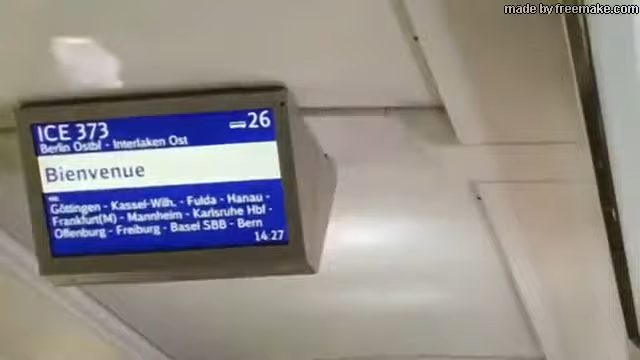 made by freemake.com
ICE 373
26
Berlin Ostbf - Interlaken Ost
Bienvenue
Göttingen - Kassel-Wilh. - Fulda - Hanau -
Frankfurt(M) - Mannheim - Karlsruhe Hbf -
Offenburg - Freiburg - Basel SBB - Bern
14:27